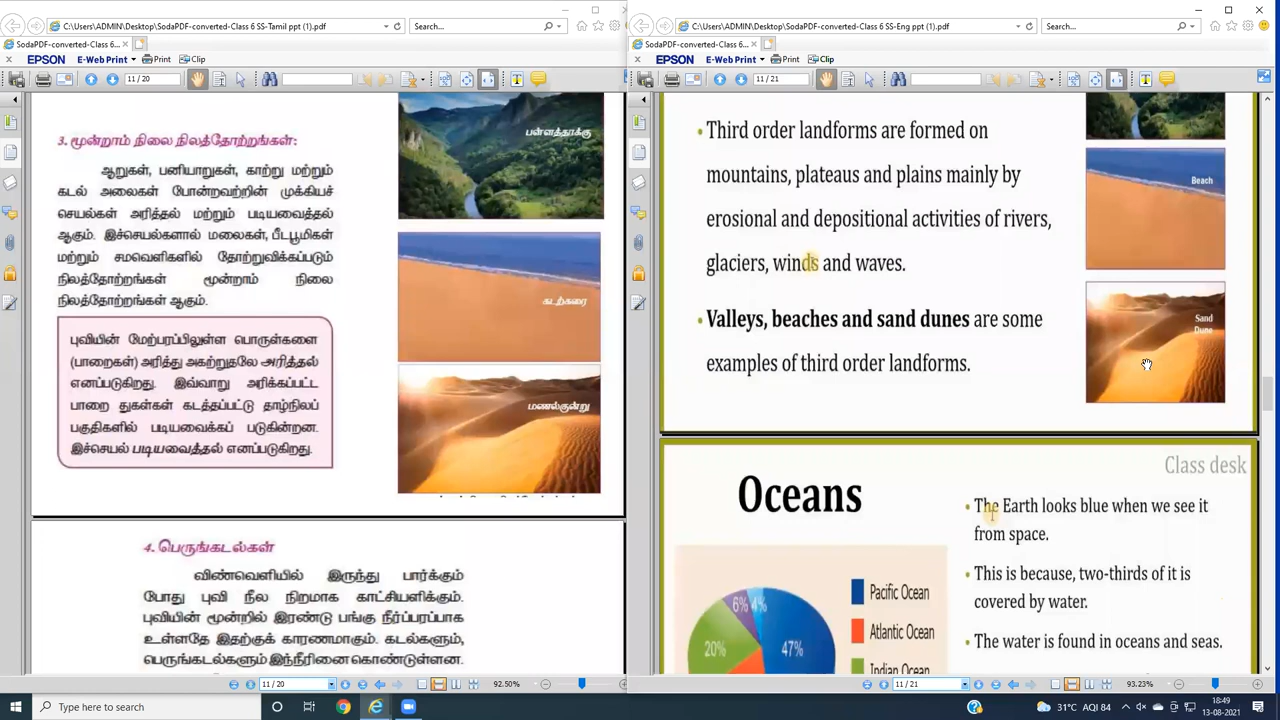 C:\Users\ADMIN\Desktop\SodaPDF-converted-Class 6 SS-Tamil ppt (1).pdf
Search...
SodaPDF-converted-Class 6...
EPSON E-Web Print Print Clip
11 / 20
பள்ளத்தாக்கு
3. மூன்றாம் நிலை நிலத்தோற்றங்கள்:
ஆறுகள், பனியாறுகள், காற்று மற்றும்
கடல் அலைகள் போன்றவற்றின் முக்கியச்
செயல்கள் அரித்தல் மற்றும் படியவைத்தல்
ஆகும். இச்செயல்களால் மலைகள், பீடபூமிகள்
மற்றும் சமவெளிகளில் தோற்றுவிக்கப்படும்
நிலத்தோற்றங்கள் மூன்றாம் நிலை
நிலத்தோற்றங்கள் ஆகும்.
கடற்கரை
புவியின் மேற்பரப்பிலுள்ள பொருள்களை
(பாறைகள்) அரித்து அகற்றுதலே அரித்தல்
எனப்படுகிறது. இவ்வாறு அரிக்கப்பட்ட
பாறை துகள்கள் கடத்தப்பட்டு தாழ்நிலப்
பகுதிகளில் படியவைக்கப் படுகின்றன.
இச்செயல் படியவைத்தல் எனப்படுகிறது.
மணல்குன்று
4. பெருங்கடல்கள்
விண்வெளியில் இருந்து பார்க்கும்
போது புவி நீல நிறமாக காட்சியளிக்கும்.
புவியின் மூன்றில் இரண்டு பங்கு நீர்ப்பரப்பாக
உள்ளதே இதற்குக் காரணமாகும். கடல்களும்,
பெருங்கடல்களும் இந்நீரினை கொண்டுள்ளன.
11 / 20
92.50%
C:\Users\ADMIN\Desktop\SodaPDF-converted-Class 6 SS-Eng ppt (1).pdf
Search...
SodaPDF-converted-Class 6...
EPSON E-Web Print Print Clip
11 / 21
• Third order landforms are formed on
mountains, plateaus and plains mainly by
erosional and depositional activities of rivers,
glaciers, winds and waves.
• Valleys, beaches and sand dunes are some
examples of third order landforms.
Beach
Sand
Dune
Class desk
Oceans
• The Earth looks blue when we see it
from space.
• This is because, two-thirds of it is
covered by water.
• The water is found in oceans and seas.
6%
4%
47%
20%
Pacific Ocean
Atlantic Ocean
Indian Ocean
11 / 21
93.23%
Type here to search
31°C AQI 84
18:49
13-08-2021